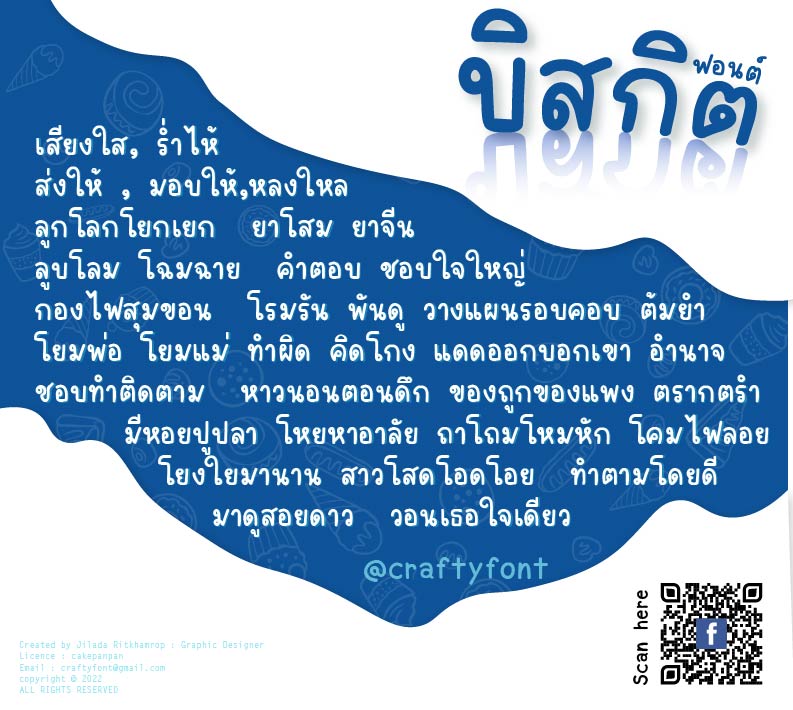 ฟอนต์
บิสกิต
เสียงใส, ร่ำไห้
ส่งให้ , มอบให้,หลงใหล
ลูกโลกโยกเยก ยาโสม ยาจีน
ลูบโลม โฉมฉาย คำตอบ ชอบใจใหญ่
กองไฟสุมขอน โรมรัน พันดู วางแผนรอบคอบ ต้มยำ
โยมพ่อ โยมแม่ ทำผิด คิดโกง แดดออกบอกเขา อำนาจ
ชอบทำติดตาม หาวนอนตอนดึก ของถูกของแพง ตรากตรำ
มีหอยปูปลา โหยหาอาลัย ถาโถมโหมหัก โคมไฟลอย
โยงใยมานาน สาวโสดโอดโอย ทำตามโดยดี
มาดูสอยดาว วอนเธอใจเดียว
@craftyfont
Scan here
Created by Jilada Ritkhamrop : Graphic Designer
Licence : cakepanpan
Email : craftyfont@gmail.com
copyright © 2022
ALL RIGHTS RESERVED